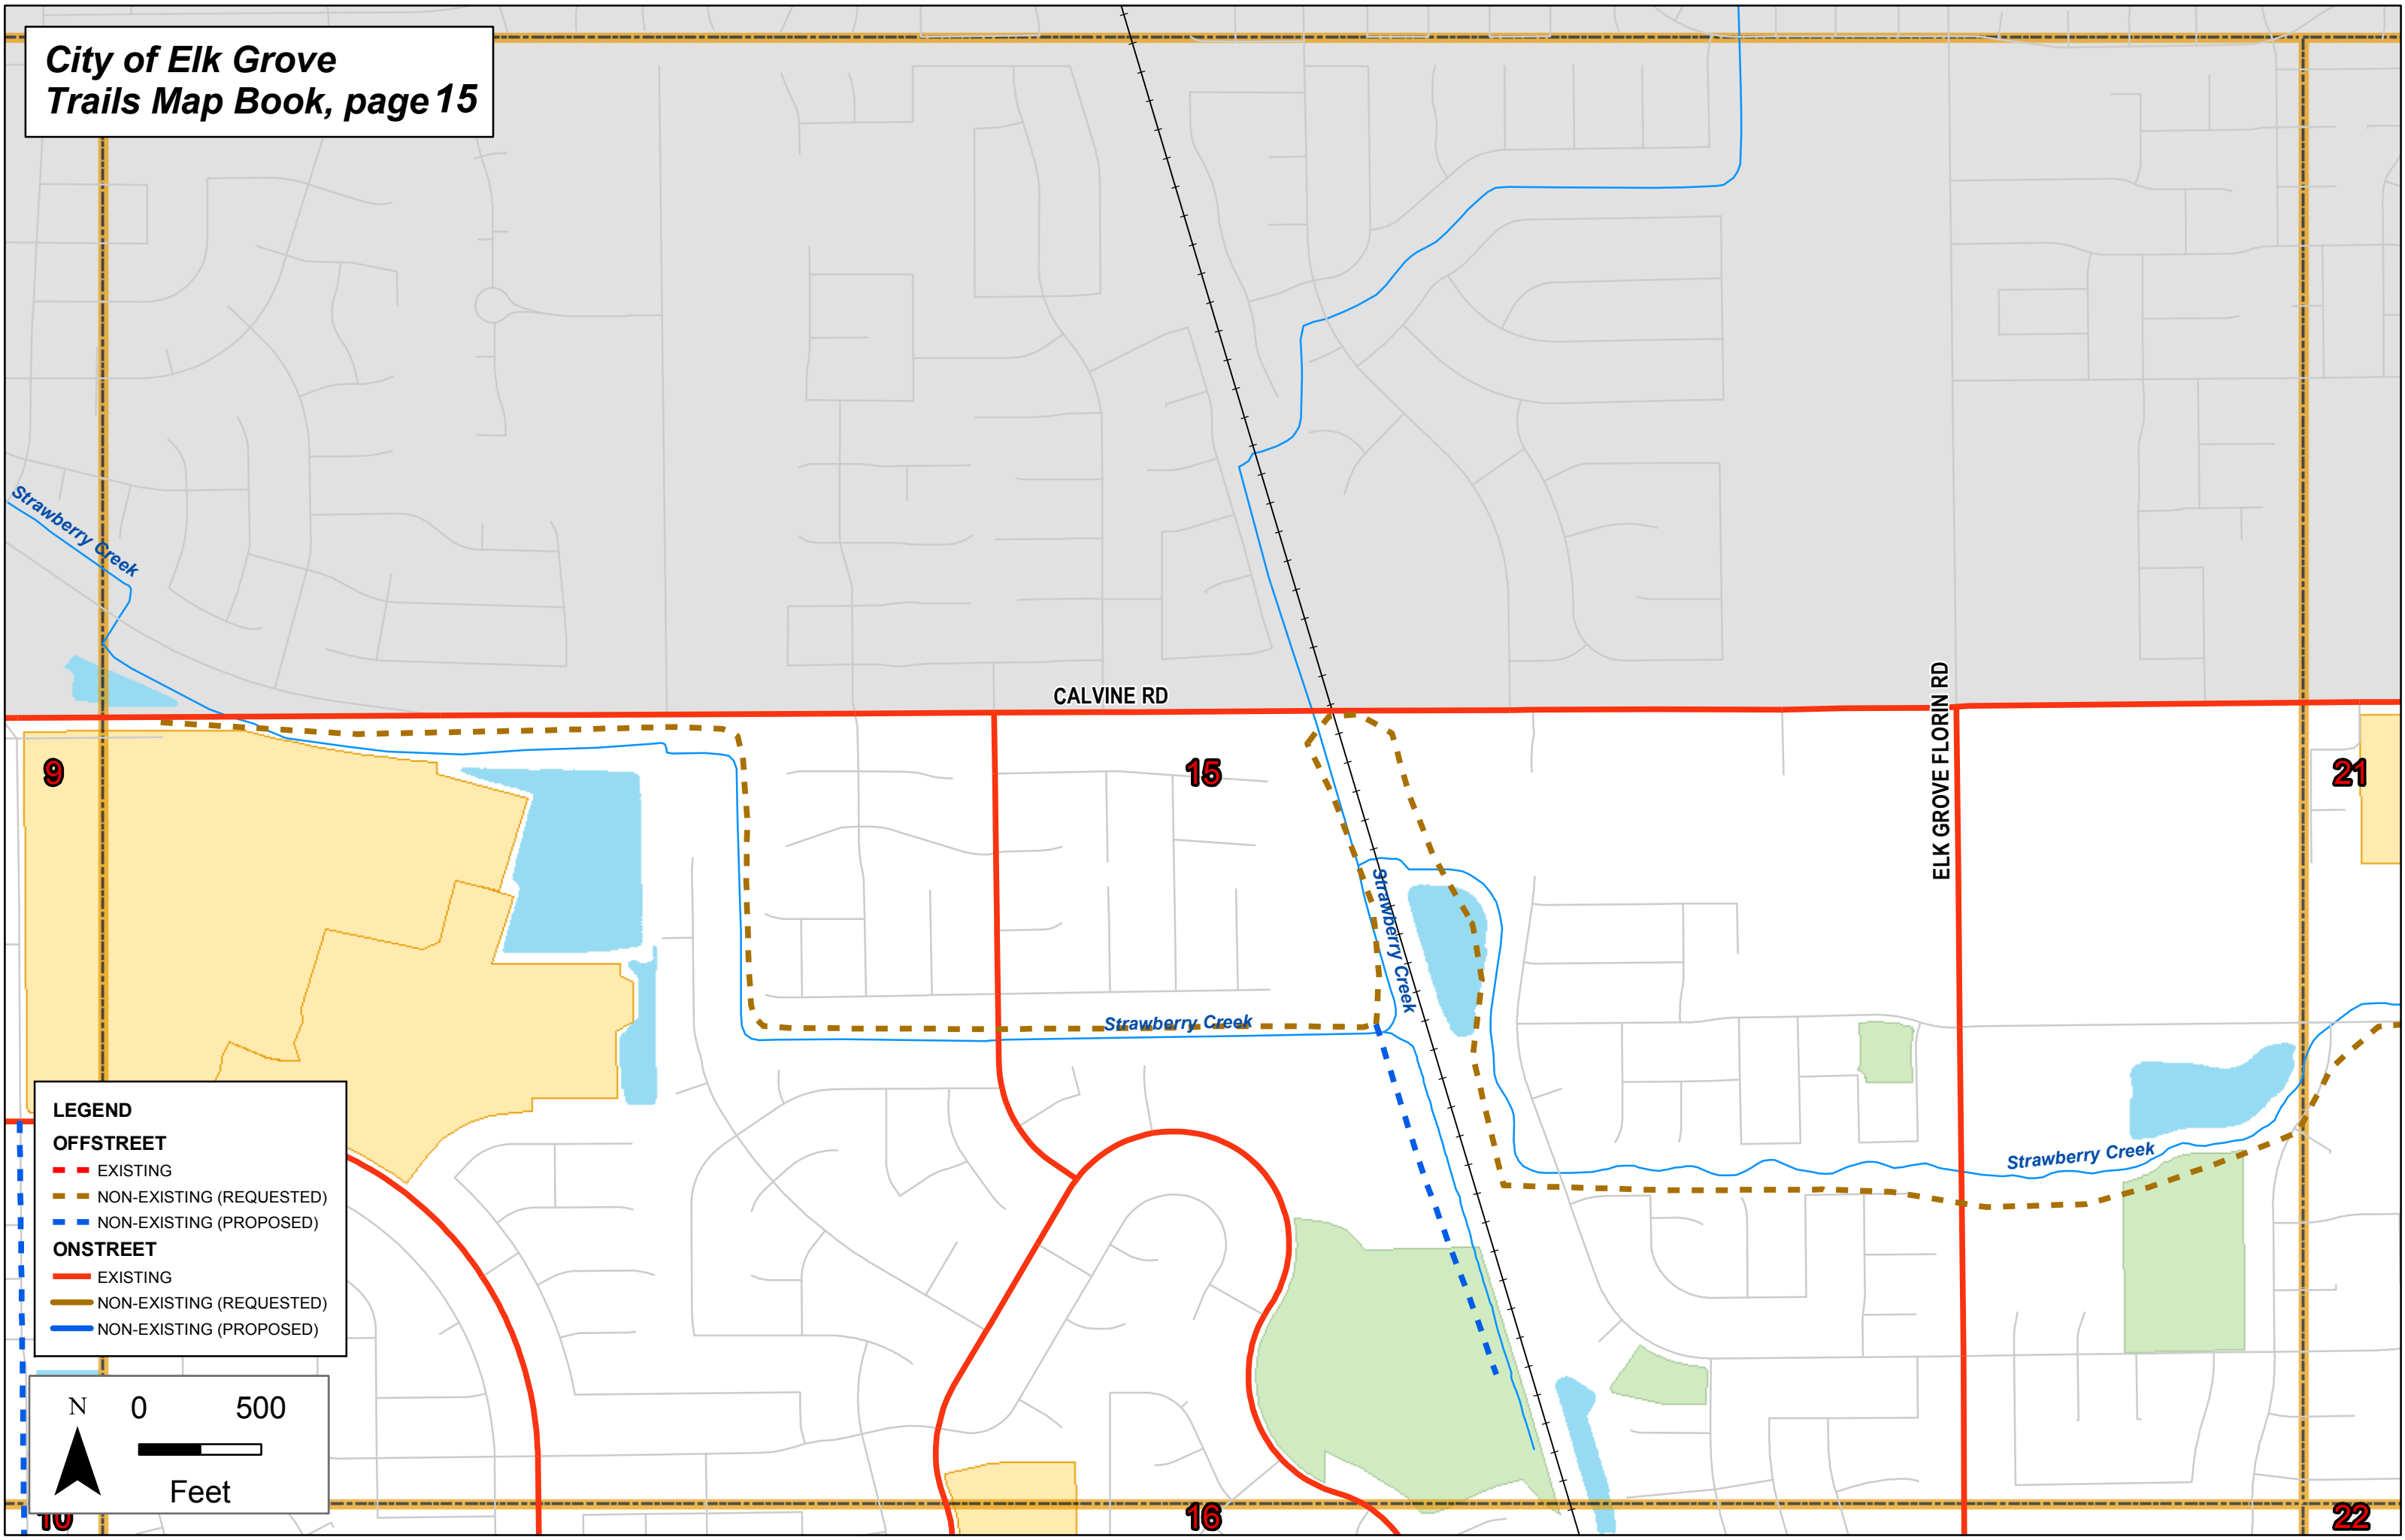 City of Elk Grove
Trails Map Book, page 15
Strawberry Creek
CALVINE RD
ELK GROVE FLORIN RD
9
15
21
Strawberry Creek
Strawberry Creek
Strawberry Creek
LEGEND
OFFSTREET
EXISTING
NON-EXISTING (REQUESTED)
NON-EXISTING (PROPOSED)
ONSTREET
EXISTING
NON-EXISTING (REQUESTED)
NON-EXISTING (PROPOSED)
N 0 500
Feet
10
16
22